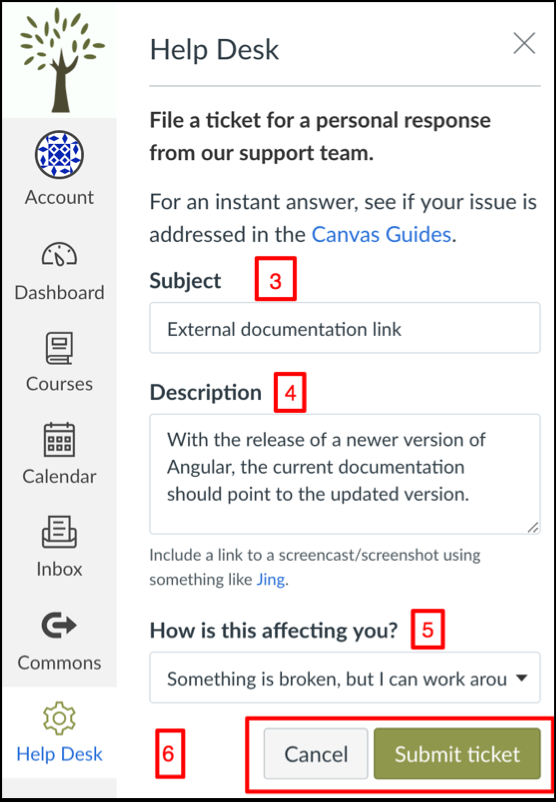 Help Desk
Account
Dashboard
Courses
Calendar
Inbox
Commons
Help Desk
File a ticket for a personal response
from our support team.
For an instant answer, see if your issue is
addressed in the Canvas Guides.
Subject 3
External documentation link
Description 4
With the release of a newer version of
Angular, the current documentation
should point to the updated version.
Include a link to a screencast/screenshot using
something like Jing.
How is this affecting you? 5
Something is broken, but I can work arou
6 Cancel Submit ticket